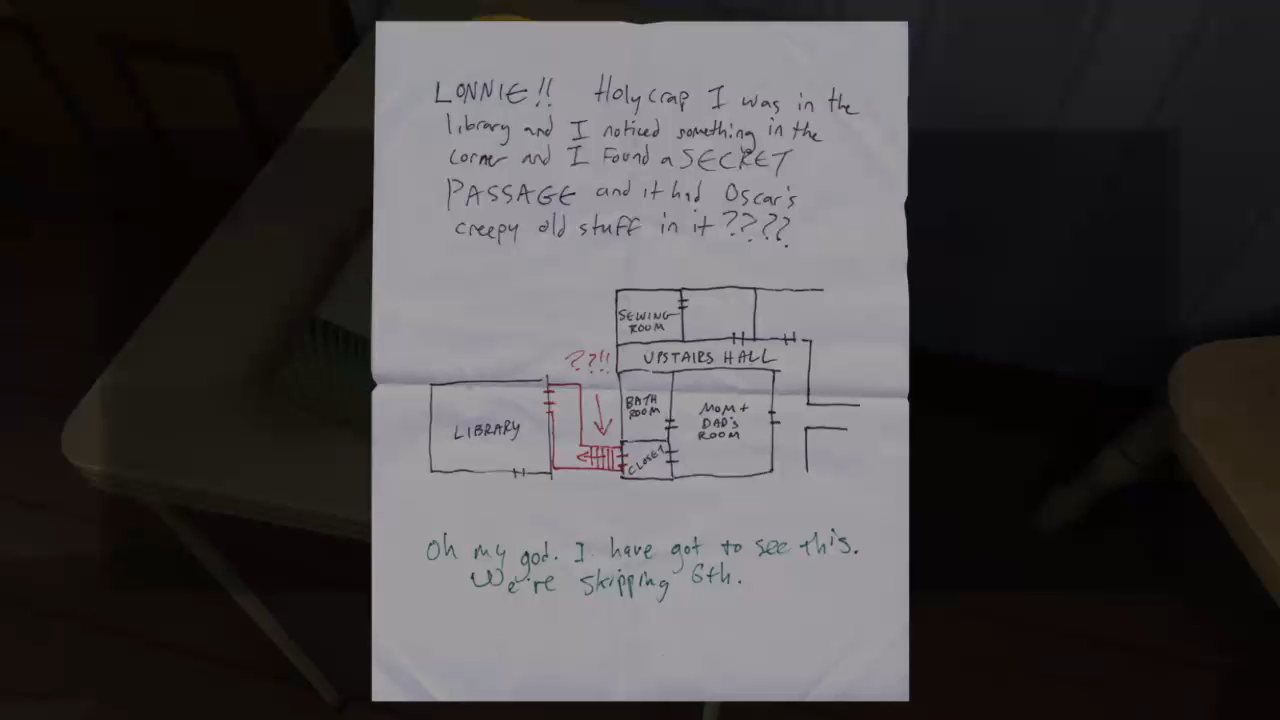 LONNIE!! Holy crap I was in the
library and I noticed something in the
corner and I found a SECRET
PASSAGE and it had Oscar's
creepy old stuff in it????
SEWING
ROOM
UPSTAIRS HALL
??!!
BATH
ROOM
MOM +
DAD'S
ROOM
LIBRARY
CLOSET
Oh my god. I have got to see this.
We're skipping 6th.